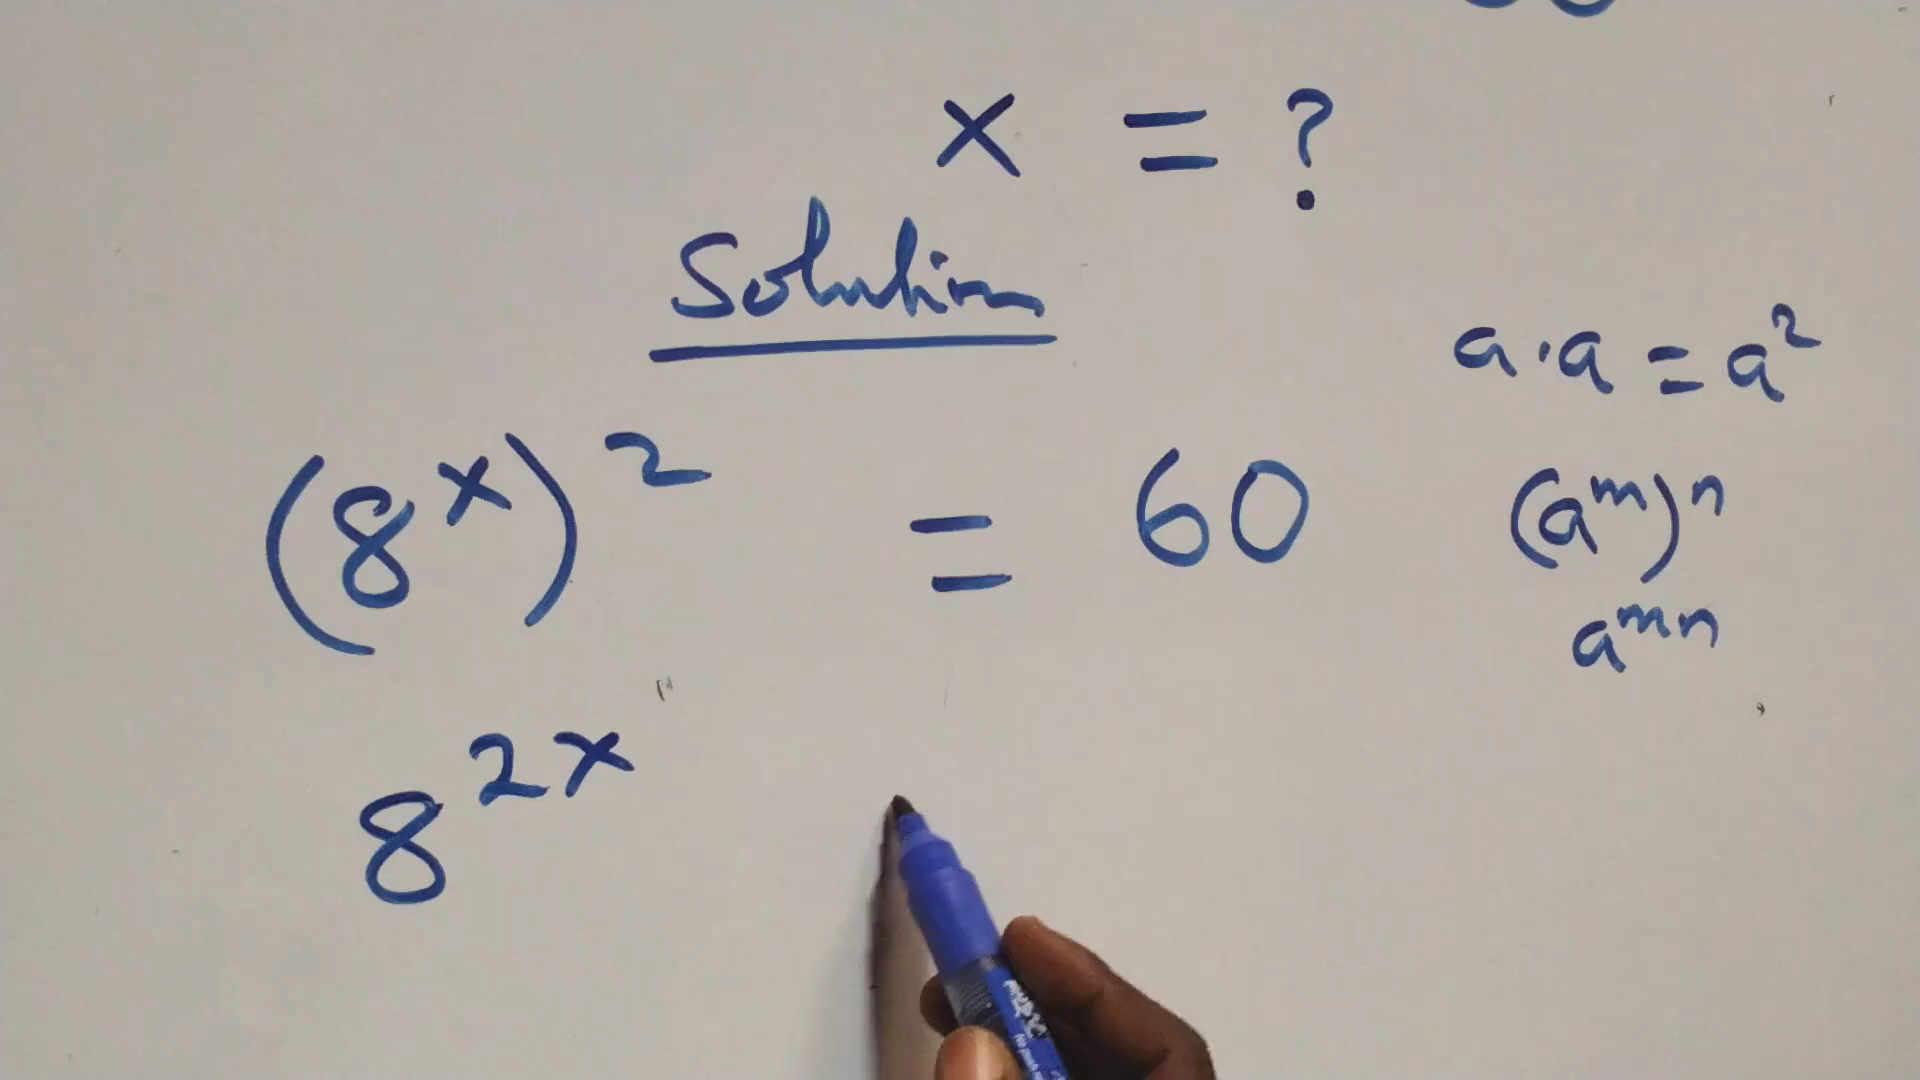 x = ?
Solution
a·a = a²
(8ˣ)² = 60
(aᵐ)ⁿ
aᵐⁿ
8²ˣ